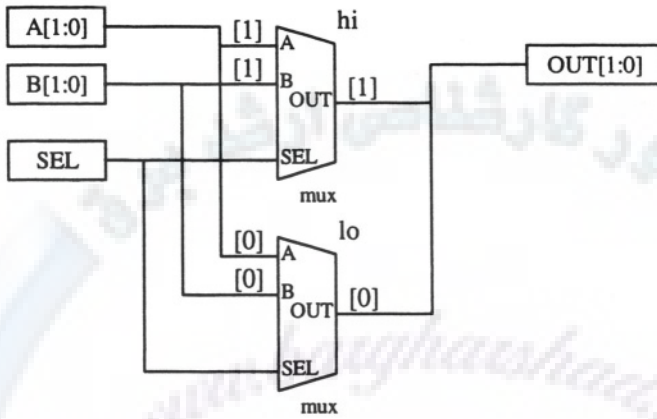 A[1:0]
B[1:0]
SEL
[1]
[1]
A
B
OUT
SEL
hi
[1]
mux
[0]
[0]
A
B
OUT
SEL
lo
[0]
mux
OUT[1:0]